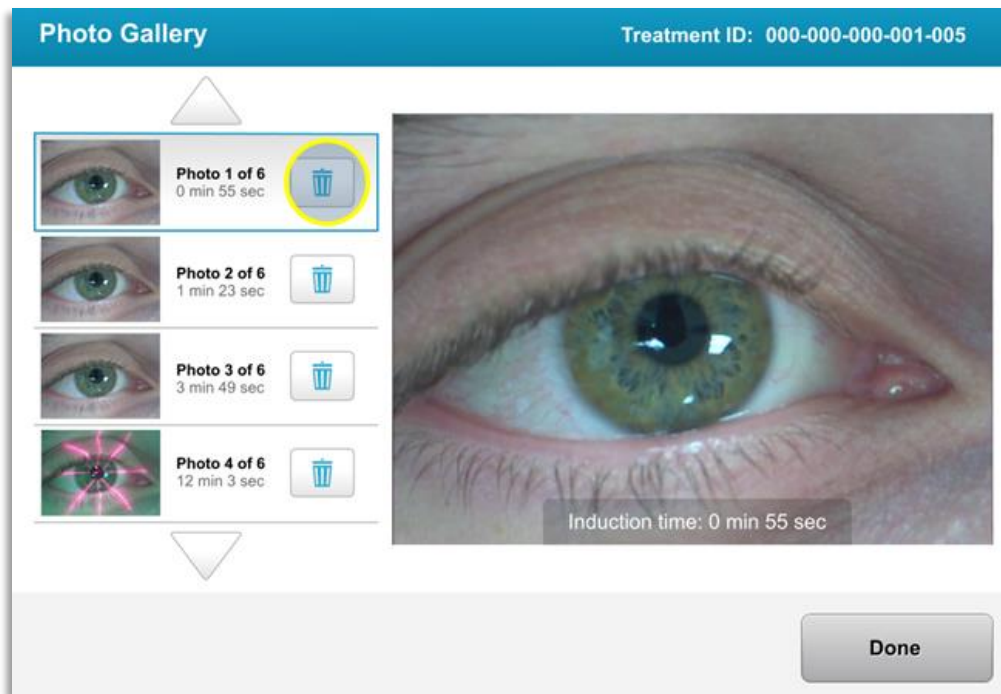 Photo Gallery
Treatment ID: 000-000-000-001-005
Photo 1 of 6
0 min 55 sec
Photo 2 of 6
1 min 23 sec
Photo 3 of 6
3 min 49 sec
Photo 4 of 6
12 min 3 sec
Induction time: 0 min 55 sec
Done